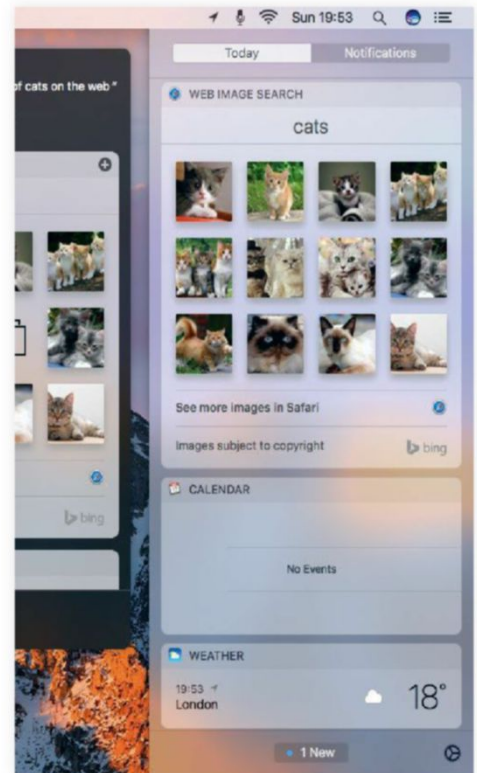 Sun 19:53
Today
Notifications
of cats on the web"
WEB IMAGE SEARCH
cats
See more images in Safari
Images subject to copyright
bing
bing
CALENDAR
No Events
WEATHER
19:53
London
18°
1 New